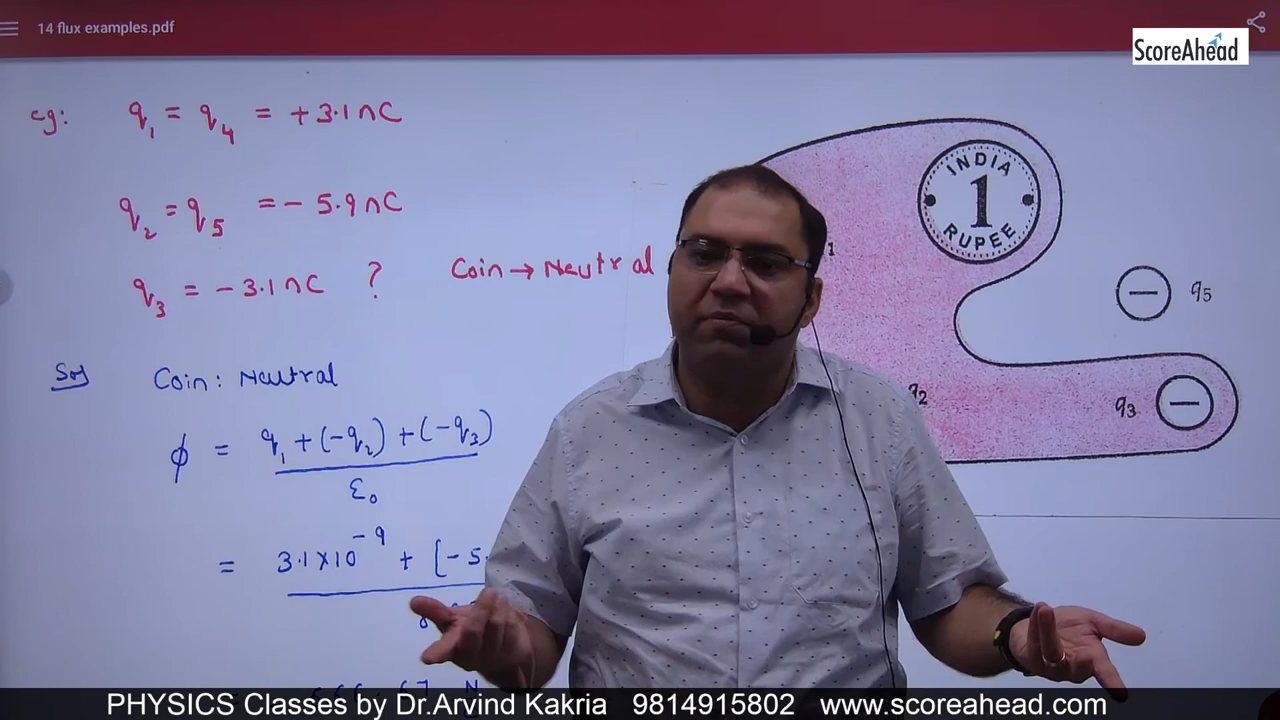 14 flux examples.pdf
ScoreAhead
eg: q₁ = q₄ = +3.1 nC
q₂ = q₅ = - 5.9 nC
q₃ = - 3.1 nC ?
Coin → Neutral
Sol Coin : Neutral
ϕ = q₁ + (-q₂) + (-q₃)
ε₀
= 3.1 × 10⁻⁹ + [-5.
INDIA
1
RUPEE
1
q₅
q₂
q₃
PHYSICS Classes by Dr.Arvind Kakria 9814915802 www.scoreahead.com